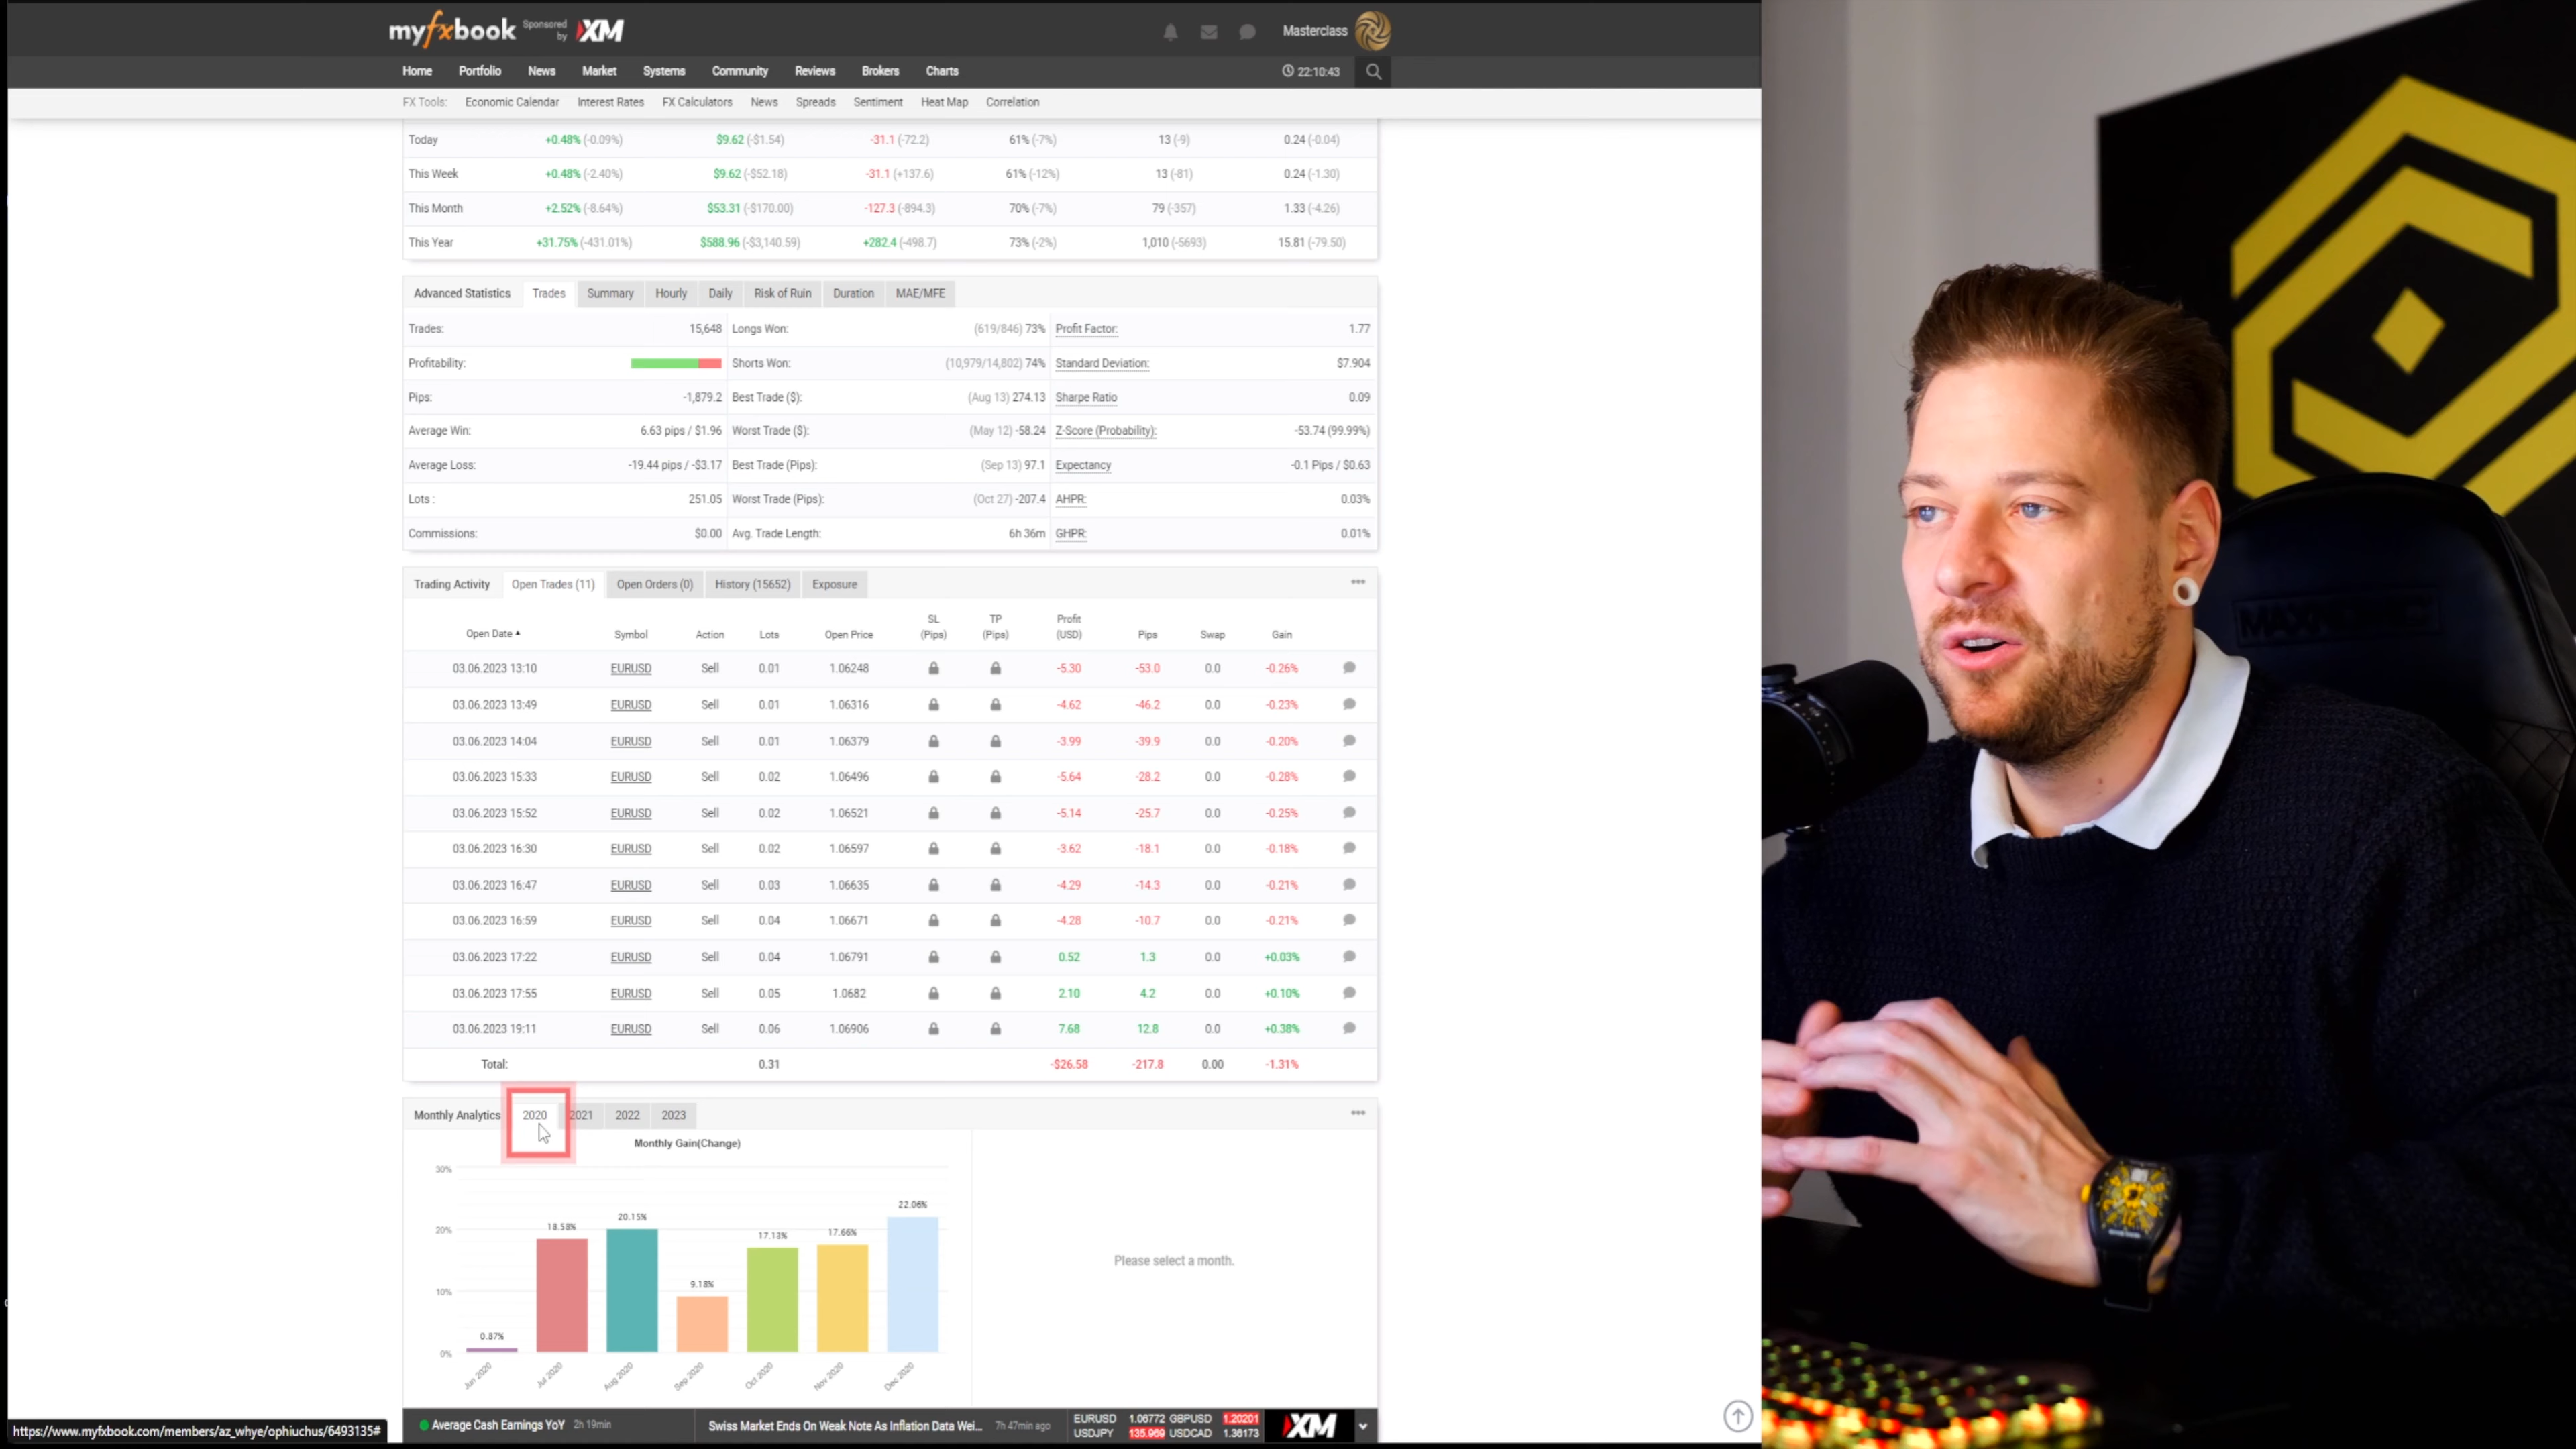 myfxbook Sponsored by XM
Masterclass
Home Portfolio News Market Systems Community Reviews Brokers Charts 22:10:43
FX Tools: Economic Calendar Interest Rates FX Calculators News Spreads Sentiment Heat Map Correlation
Today +0.48% (-0.09%) $9.62 (-$1.54) -31.1 (-72.2) 61% (-7%) 13 (-9) 0.24 (-0.04)
This Week +0.48% (-2.40%) $9.62 (-$52.18) -31.1 (+137.6) 61% (-12%) 13 (-81) 0.24 (-1.30)
This Month +2.52% (-8.64%) $53.31 (-$170.00) -127.3 (-894.3) 70% (-7%) 79 (-357) 1.33 (-4.26)
This Year +31.75% (-431.01%) $588.96 (-$3,140.59) +282.4 (-498.7) 73% (-2%) 1,010 (-5693) 15.81 (-79.50)
Advanced Statistics Trades Summary Hourly Daily Risk of Ruin Duration MAE/MFE
Trades: 15,648 Longs Won: (619/846) 73% Profit Factor: 1.77
Profitability: Shorts Won: (10,979/14,802) 74% Standard Deviation: $7.904
Pips: -1,879.2 Best Trade ($): (Aug 13) 274.13 Sharpe Ratio 0.09
Average Win: 6.63 pips / $1.96 Worst Trade ($): (May 12) -58.24 Z-Score (Probability): -53.74 (99.99%)
Average Loss: -19.44 pips / -$3.17 Best Trade (Pips): (Sep 13) 97.1 Expectancy -0.1 Pips / $0.63
Lots : 251.05 Worst Trade (Pips): (Oct 27) -207.4 AHPR: 0.03%
Commissions: $0.00 Avg. Trade Length: 6h 36m GHPR: 0.01%
Trading Activity Open Trades (11) Open Orders (0) History (15652) Exposure
Open Date Symbol Action Lots Open Price SL (Pips) TP (Pips) Profit (USD) Pips Swap Gain
03.06.2023 13:10 EURUSD Sell 0.01 1.06248 -5.30 -53.0 0.0 -0.26%
03.06.2023 13:49 EURUSD Sell 0.01 1.06316 -4.62 -46.2 0.0 -0.23%
03.06.2023 14:04 EURUSD Sell 0.01 1.06379 -3.99 -39.9 0.0 -0.20%
03.06.2023 15:33 EURUSD Sell 0.02 1.06496 -5.64 -28.2 0.0 -0.28%
03.06.2023 15:52 EURUSD Sell 0.02 1.06521 -5.14 -25.7 0.0 -0.25%
03.06.2023 16:30 EURUSD Sell 0.02 1.06597 -3.62 -18.1 0.0 -0.18%
03.06.2023 16:47 EURUSD Sell 0.03 1.06635 -4.29 -14.3 0.0 -0.21%
03.06.2023 16:59 EURUSD Sell 0.04 1.06671 -4.28 -10.7 0.0 -0.21%
03.06.2023 17:22 EURUSD Sell 0.04 1.06791 0.52 1.3 0.0 +0.03%
03.06.2023 17:55 EURUSD Sell 0.05 1.0682 2.10 4.2 0.0 +0.10%
03.06.2023 19:11 EURUSD Sell 0.06 1.06906 7.68 12.8 0.0 +0.38%
Total: 0.31 -$26.58 -217.8 0.00 -1.31%
Monthly Analytics 2020 2021 2022 2023
Monthly Gain(Change)
30%
20%
10%
0%
0.87% 18.58% 20.15% 9.18% 17.13% 17.66% 22.06%
Jun 2020 Jul 2020 Aug 2020 Sep 2020 Oct 2020 Nov 2020 Dec 2020
Please select a month.
Average Cash Earnings YoY 2h 19min
Swiss Market Ends On Weak Note As Inflation Data Wei... 7h 47min ago
EURUSD 1.06772 GBPUSD 1.20201
USDJPY 135.969 USDCAD 1.36173
XM
https://www.myfxbook.com/members/az_whye/ophiuchus/6493135#